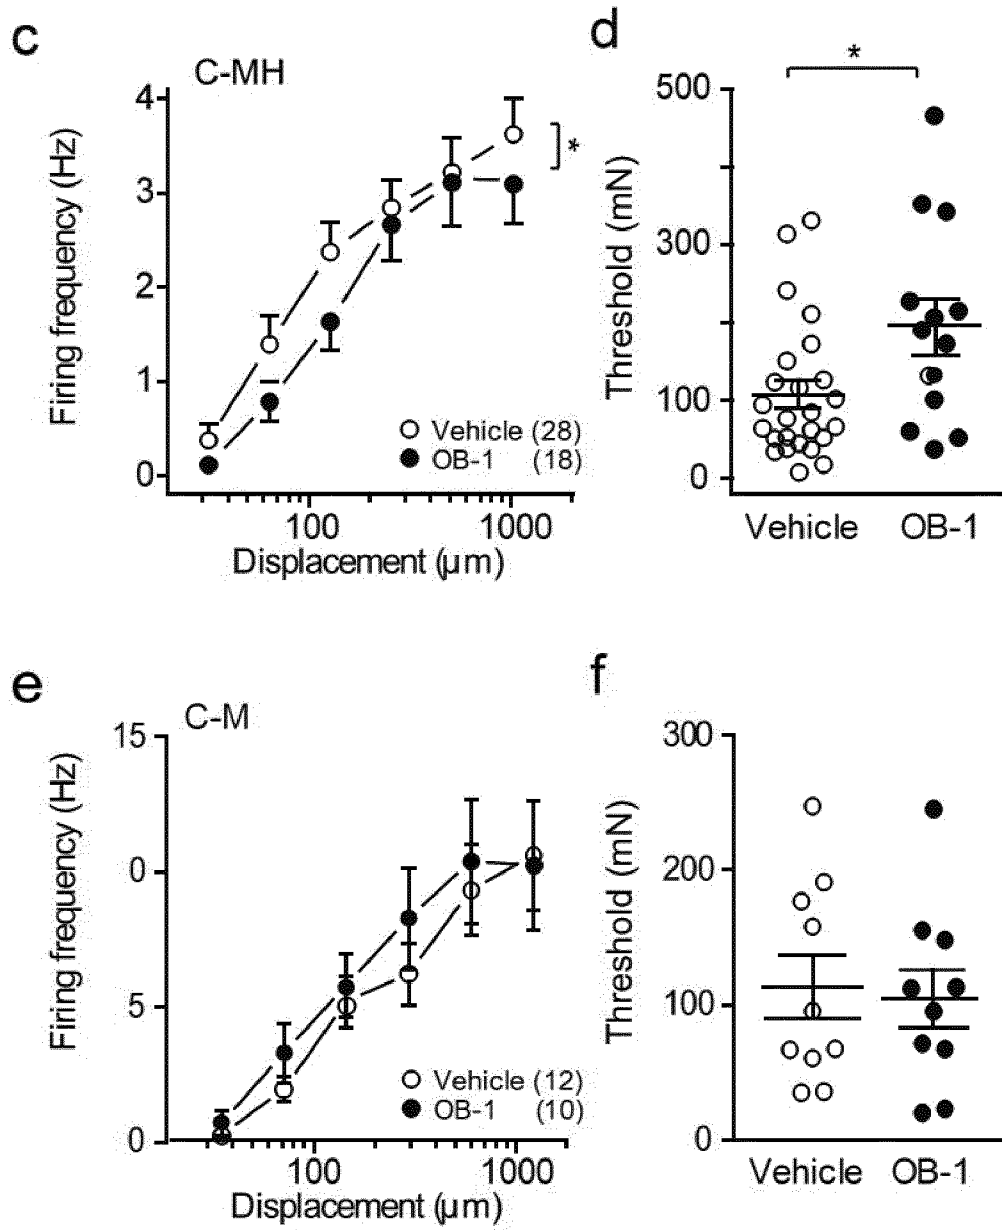 c
C-MH
Firing frequency (Hz)
4
3
2
1
0
Vehicle (28)
OB-1 (18)
*
100
1000
Displacement (µm)
d
*
Threshold (mN)
500
300
100
0
Vehicle
OB-1
e
C-M
Firing frequency (Hz)
15
0
5
0
Vehicle (12)
OB-1 (10)
100
1000
Displacement (µm)
f
Threshold (mN)
300
200
100
0
Vehicle
OB-1